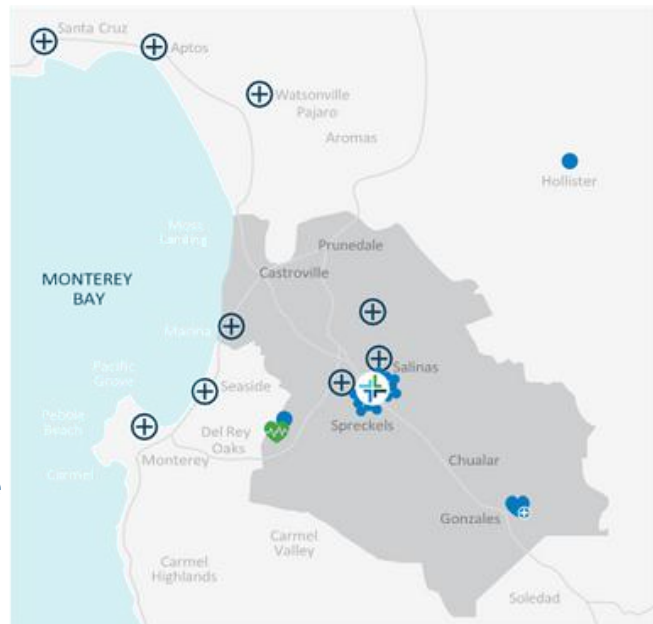 Santa Cruz
Aptos
Watsonville
Pajaro
Aromas
Hollister
Moss
Landing
Prunedale
Castroville
MONTEREY
BAY
Marina
Salinas
Pacific
Grove
Seaside
Pebble
Beach
Del Rey
Oaks
Spreckels
Monterey
Carmel
Chualar
Gonzales
Carmel
Valley
Carmel
Highlands
Soledad